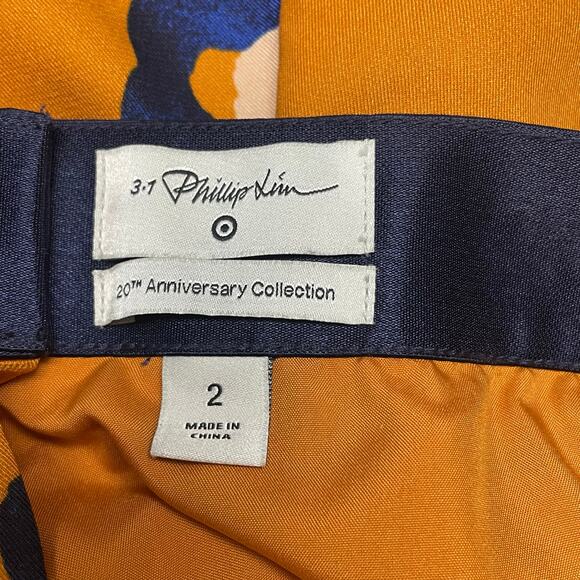 3.1 Phillip Lim
20TH Anniversary Collection
2
MADE IN
CHINA